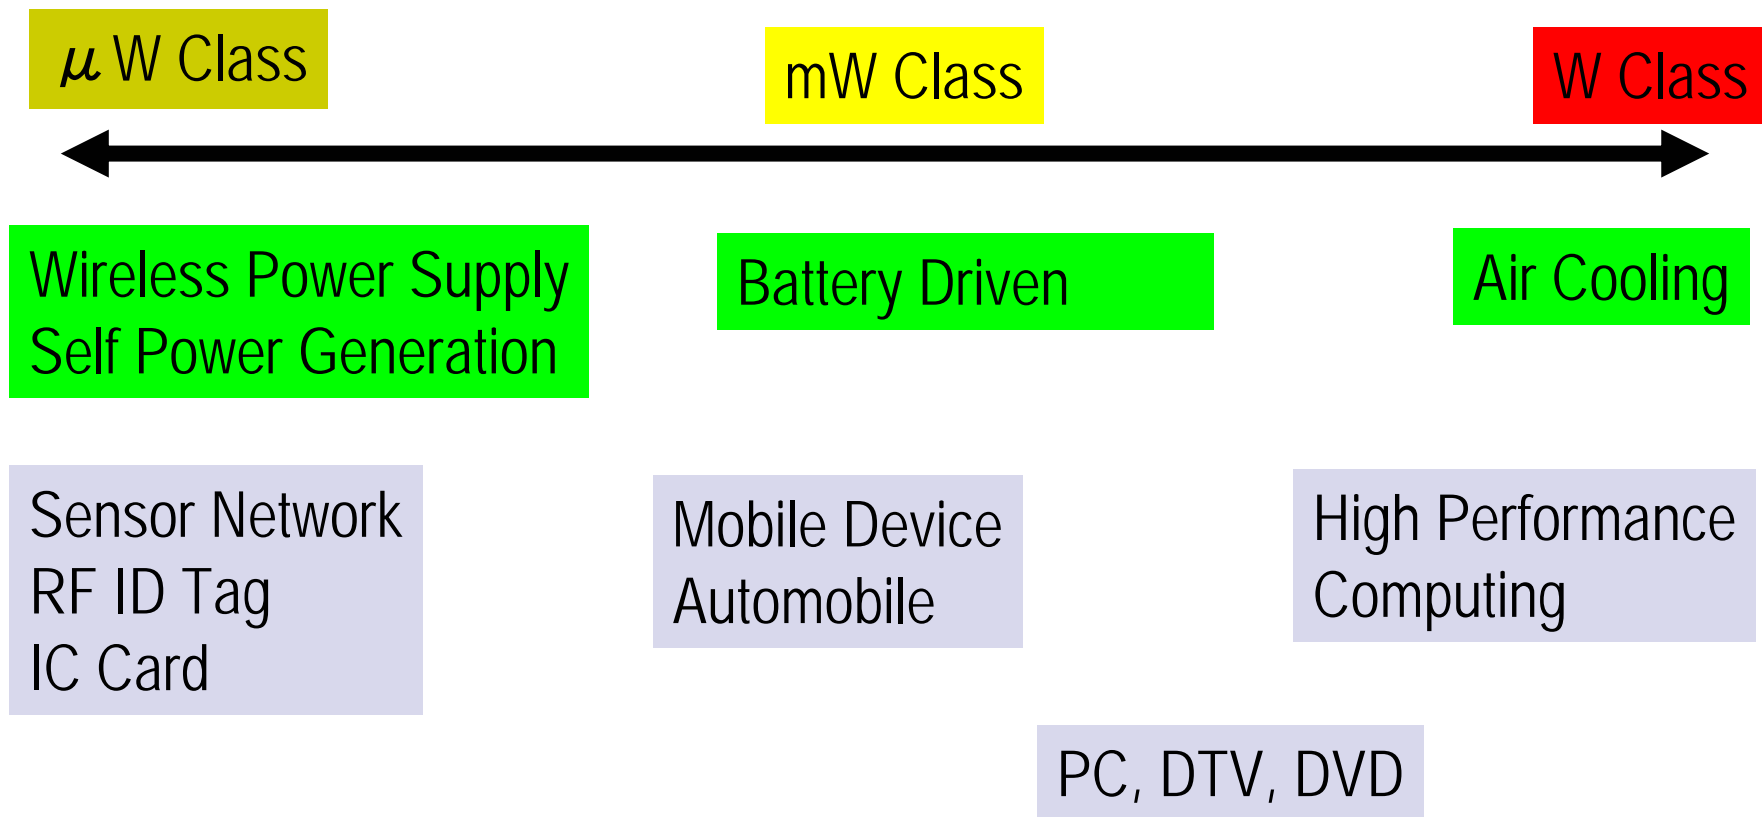 μW Class
mW Class
W Class
Wireless Power Supply
Self Power Generation
Battery Driven
Air Cooling
Sensor Network
RF ID Tag
IC Card
Mobile Device
Automobile
High Performance
Computing
PC, DTV, DVD